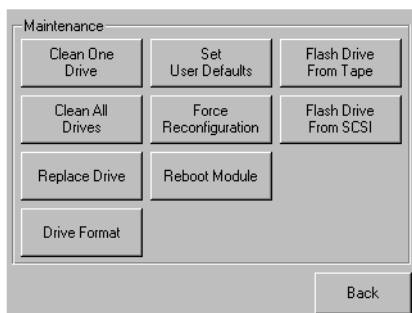 Maintenance
Clean One
Drive
Set
User Defaults
Flash Drive
From Tape
Clean All
Drives
Force
Reconfiguration
Flash Drive
From SCSI
Replace Drive
Reboot Module
Drive Format
Back